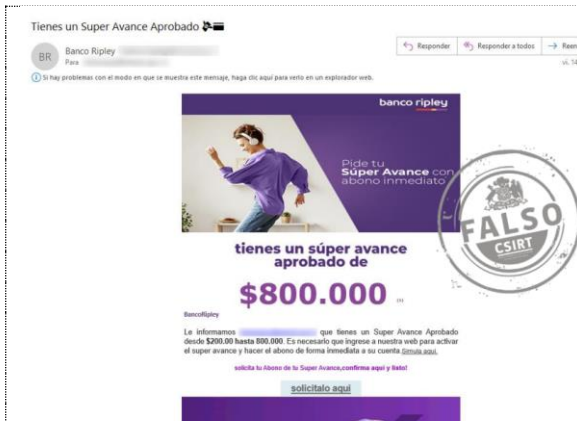 Tienes un Super Avance Aprobado
BR
Banco Ripley
Para
Responder
Responder a todos
Reen
vi. 14
Si hay problemas con el modo en que se muestra este mensaje, haga clic aquí para verlo en un explorador web.
banco ripley
Pide tu
Súper Avance con
abono inmediato
FALSO
CSIRT
tienes un súper avance
aprobado de
$800.000
BancoRipley
Le informamos que tienes un Super Avance Aprobado
desde $200.00 hasta 800.000. Es necesario que ingrese a nuestra web para activar
el super avance y hacer el abono de forma inmediata a su cuenta Simula aqui.
solicita tu Abono de tu Super Avance,confirma aqui y listo!
solicitalo aqui